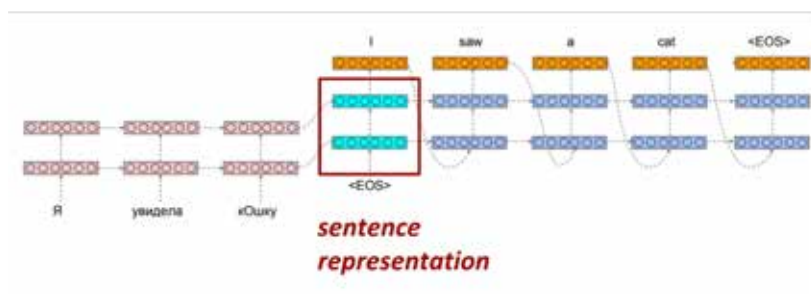 I saw a cat <EOS>
<EOS>
Я увидела кОшку
sentence
representation